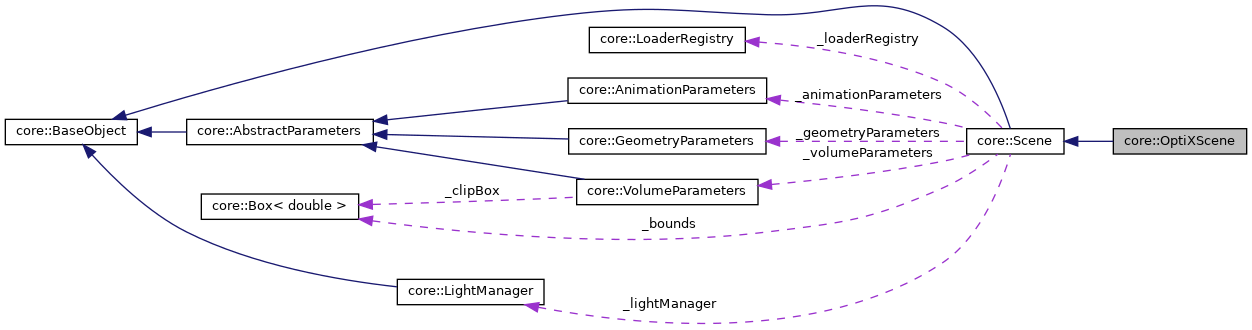 core::LoaderRegistry
_loaderRegistry
core::AnimationParameters
_animationParameters
core::BaseObject
core::AbstractParameters
core::GeometryParameters
_geometryParameters
core::Scene
core::OptiXScene
_volumeParameters
core::VolumeParameters
_clipBox
core::Box< double >
_bounds
core::LightManager
_lightManager